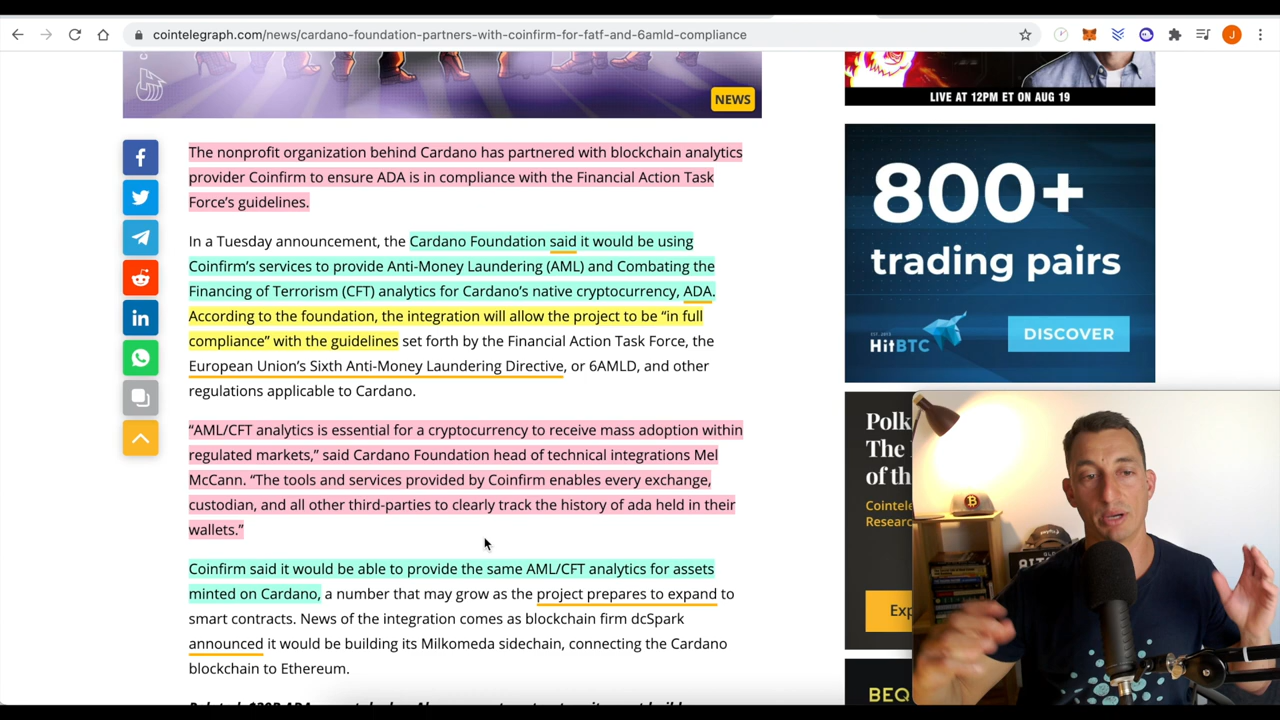 cointelegraph.com/news/cardano-foundation-partners-with-coinfirm-for-fatf-and-6amld-compliance
J
NEWS
LIVE AT 12PM ET ON AUG 19
The nonprofit organization behind Cardano has partnered with blockchain analytics
provider Coinfirm to ensure ADA is in compliance with the Financial Action Task
Force’s guidelines.
In a Tuesday announcement, the Cardano Foundation said it would be using
Coinfirm’s services to provide Anti-Money Laundering (AML) and Combating the
Financing of Terrorism (CFT) analytics for Cardano’s native cryptocurrency, ADA.
According to the foundation, the integration will allow the project to be “in full
compliance” with the guidelines set forth by the Financial Action Task Force, the
European Union’s Sixth Anti-Money Laundering Directive, or 6AMLD, and other
regulations applicable to Cardano.
“AML/CFT analytics is essential for a cryptocurrency to receive mass adoption within
regulated markets,” said Cardano Foundation head of technical integrations Mel
McCann. “The tools and services provided by Coinfirm enables every exchange,
custodian, and all other third-parties to clearly track the history of ada held in their
wallets.”
Coinfirm said it would be able to provide the same AML/CFT analytics for assets
minted on Cardano, a number that may grow as the project prepares to expand to
smart contracts. News of the integration comes as blockchain firm dcSpark
announced it would be building its Milkomeda sidechain, connecting the Cardano
blockchain to Ethereum.
800+
trading pairs
HitBTC
DISCOVER
Polk
The
of th
Cointele
Researc
Exp
BEQ